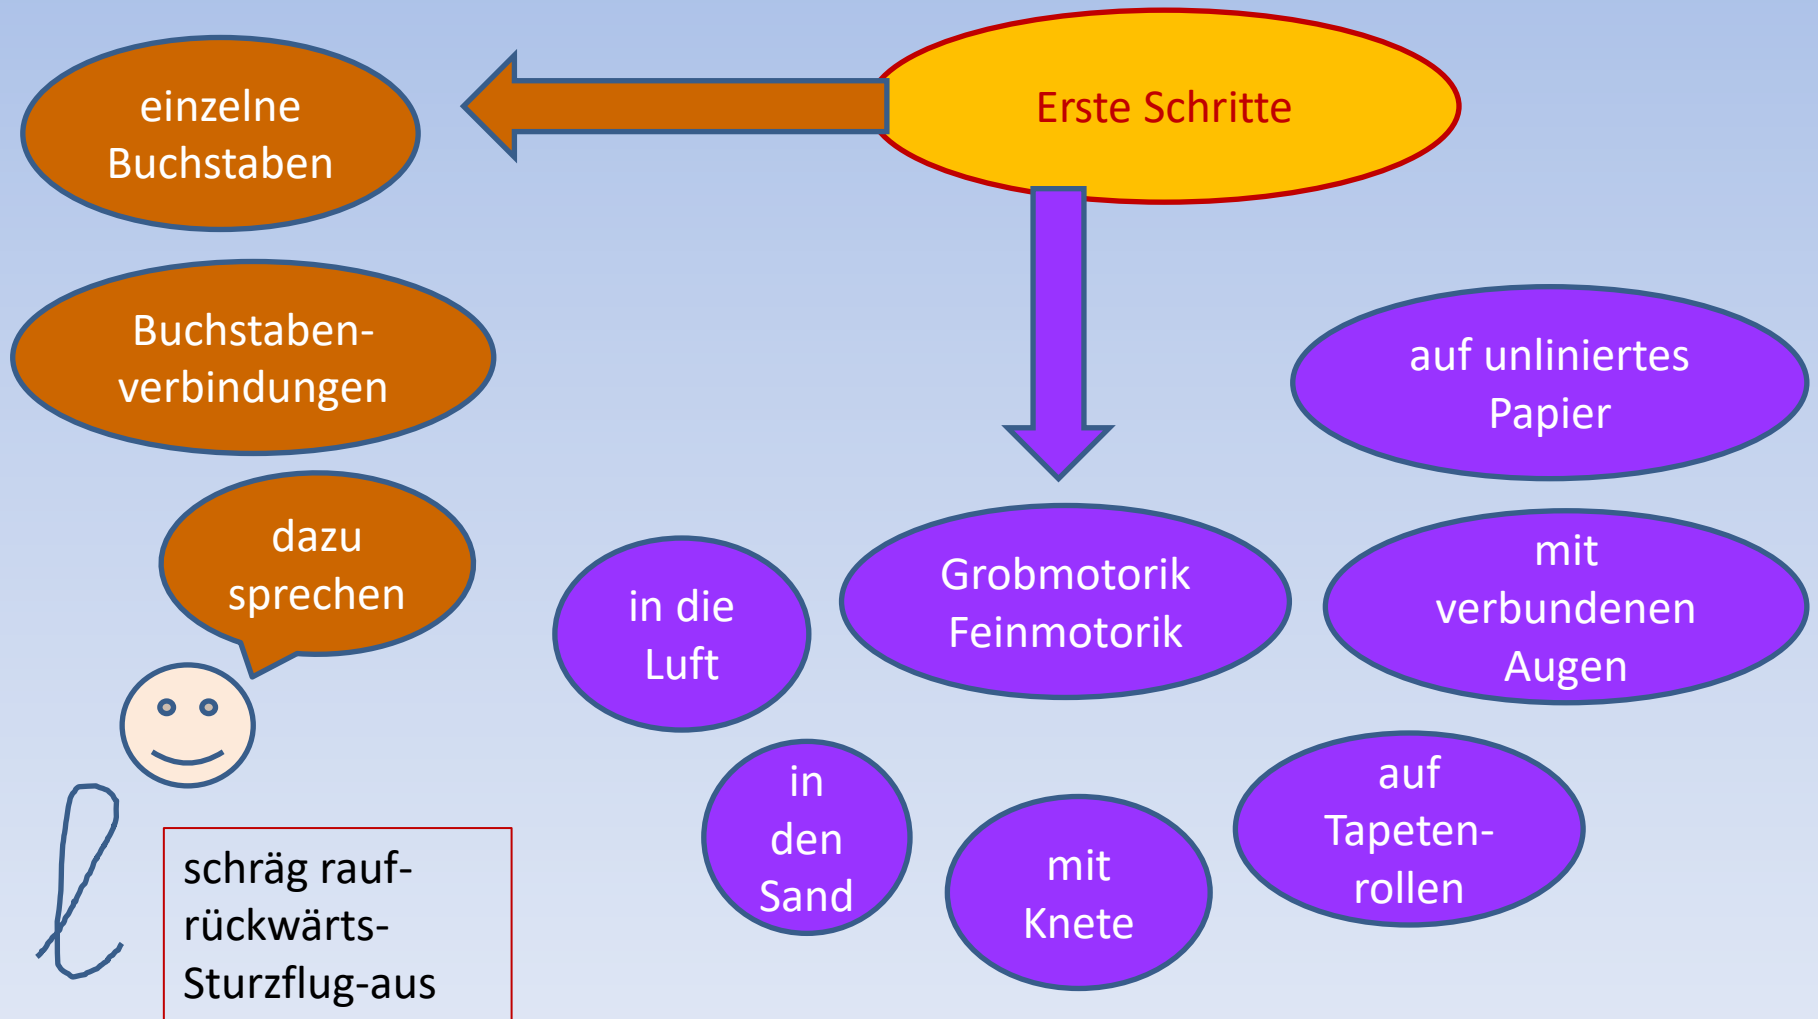 Erste Schritte
einzelne
Buchstaben
Buchstaben-
verbindungen
dazu
sprechen
schräg rauf-
rückwärts-
Sturzflug-aus
Grobmotorik
Feinmotorik
in die
Luft
in
den
Sand
mit
Knete
auf
Tapeten-
rollen
mit
verbundenen
Augen
auf unliniertes
Papier
l